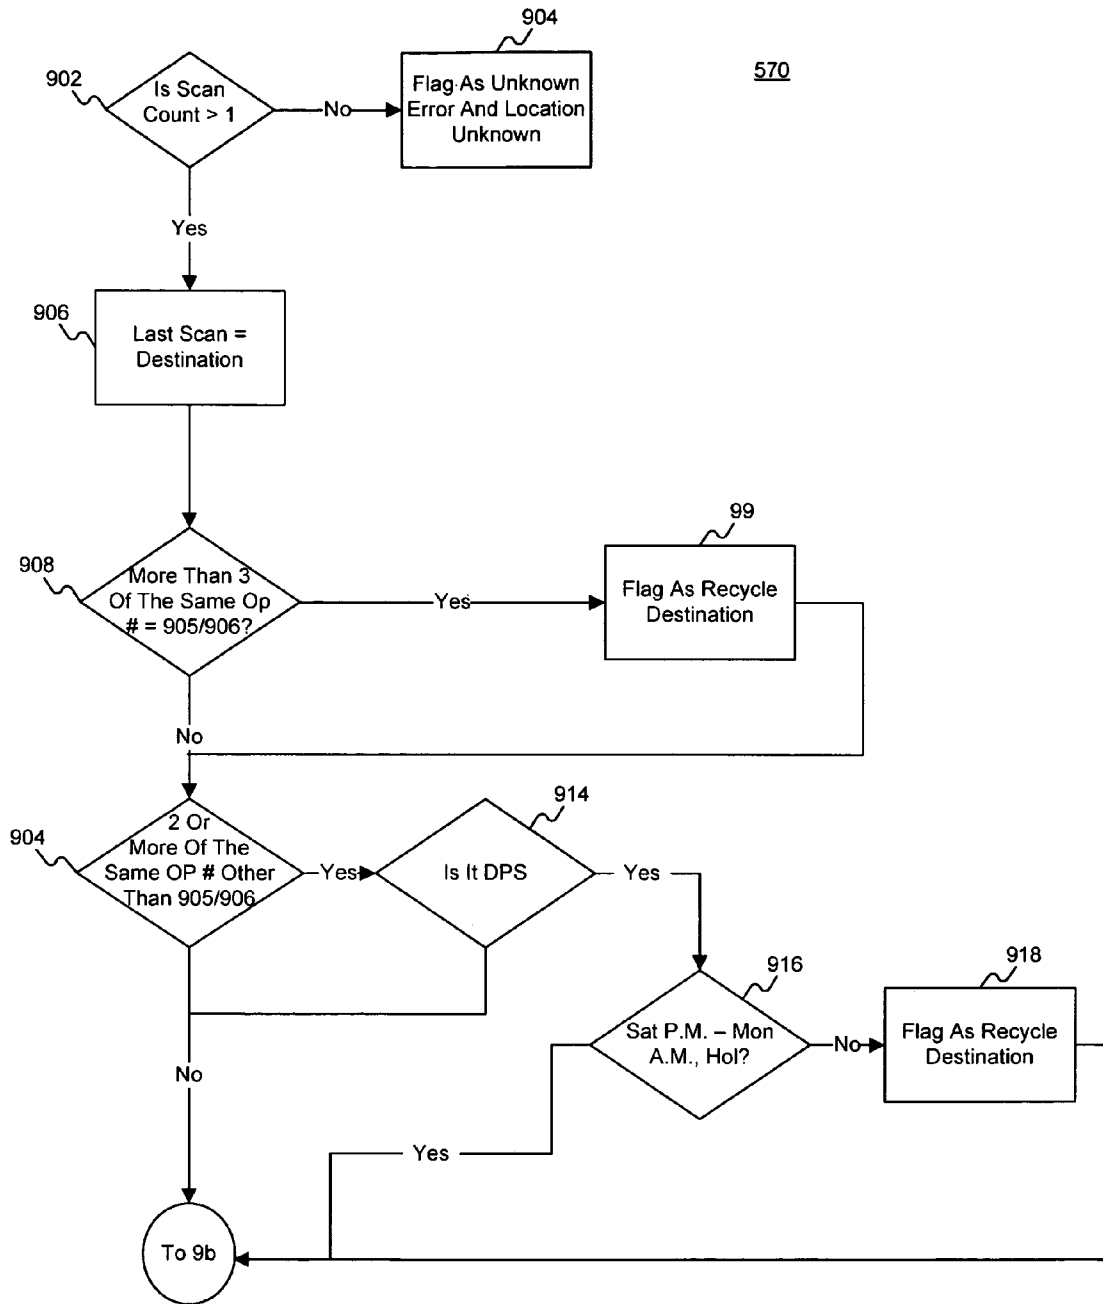 904
570
902
Is Scan
Count > 1
No
Flag As Unknown
Error And Location
Unknown
Yes
906
Last Scan =
Destination
99
908
More Than 3
Of The Same Op
# = 905/906?
Yes
Flag As Recycle
Destination
No
914
904
2 Or
More Of The
Same OP # Other
Than 905/906
Yes
Is It DPS
Yes
916
918
Sat P.M. – Mon
A.M., Hol?
No
Flag As Recycle
Destination
No
Yes
To 9b